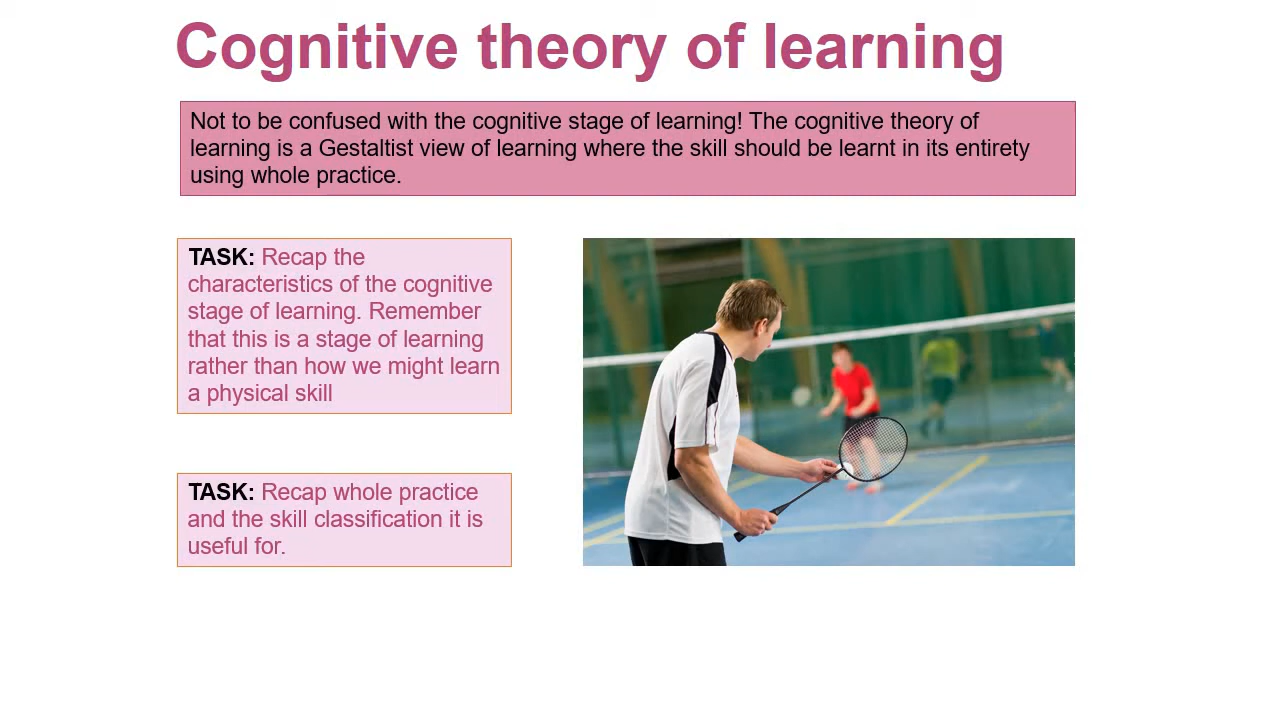 Cognitive theory of learning
Not to be confused with the cognitive stage of learning! The cognitive theory of
learning is a Gestaltist view of learning where the skill should be learnt in its entirety
using whole practice.
TASK: Recap the
characteristics of the cognitive
stage of learning. Remember
that this is a stage of learning
rather than how we might learn
a physical skill
TASK: Recap whole practice
and the skill classification it is
useful for.